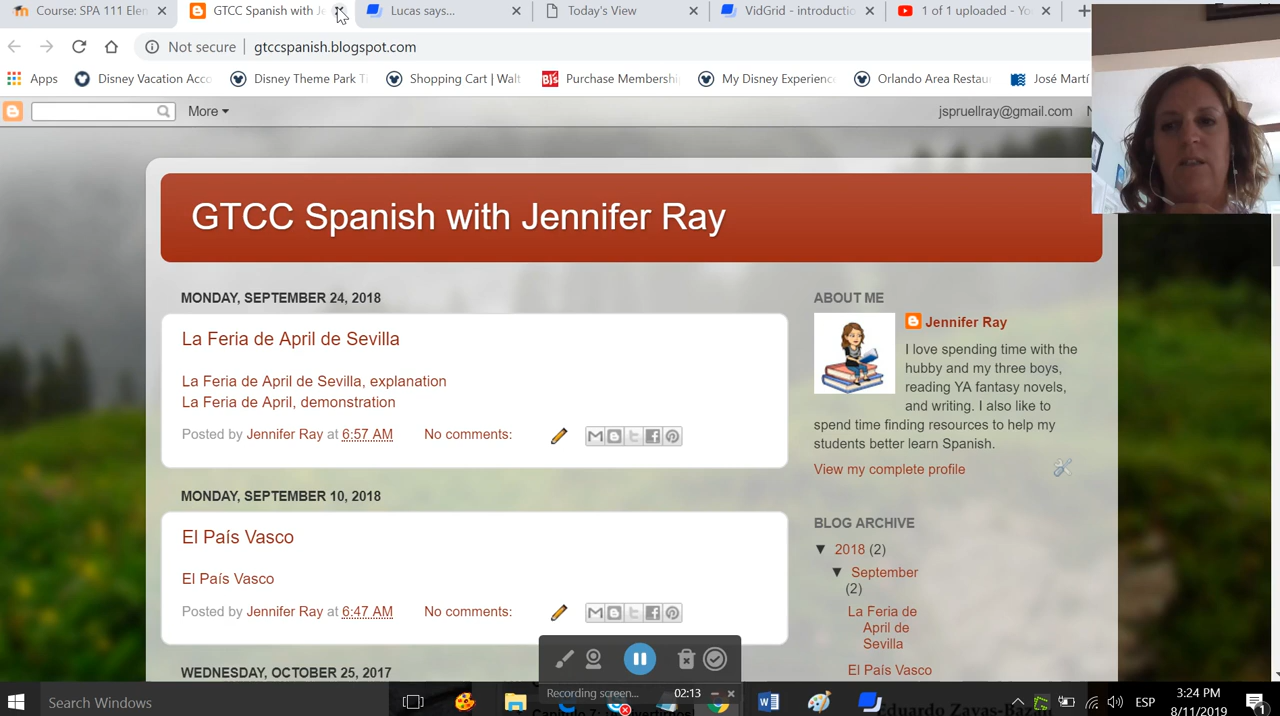 Course: SPA 111 Elen
GTCC Spanish with Je
Lucas says...
Today's View
VidGrid - introductio
1 of 1 uploaded - Yo
Not secure
gtccspanish.blogspot.com
Apps
Disney Vacation Acco
Disney Theme Park Ti
Shopping Cart | Walt
BJ's
Purchase Membership
My Disney Experience
Orlando Area Restau
José Martí
More
jspruellray@gmail.com
N
GTCC Spanish with Jennifer Ray
MONDAY, SEPTEMBER 24, 2018
La Feria de April de Sevilla
La Feria de April de Sevilla, explanation
La Feria de April, demonstration
Posted by Jennifer Ray at 6:57 AM No comments:
MONDAY, SEPTEMBER 10, 2018
El País Vasco
El País Vasco
Posted by Jennifer Ray at 6:47 AM No comments:
WEDNESDAY, OCTOBER 25, 2017
ABOUT ME
Jennifer Ray
I love spending time with the
hubby and my three boys,
reading YA fantasy novels,
and writing. I also like to
spend time finding resources to help my
students better learn Spanish.
View my complete profile
BLOG ARCHIVE
▼ 2018 (2)
▼ September
(2)
La Feria de
April de
Sevilla
El País Vasco
Recording screen...
02:13
Search Windows
ESP
3:24 PM
8/11/2019
1